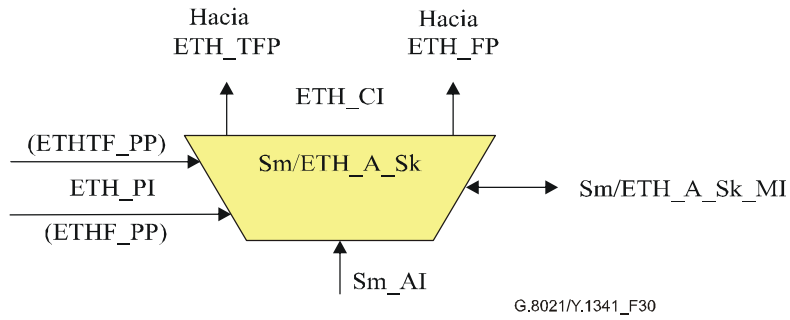 Hacia
ETH_TFP
Hacia
ETH_FP
ETH_CI
(ETHTF_PP)
Sm/ETH_A_Sk
ETH_PI
Sm/ETH_A_Sk_MI
(ETHF_PP)
Sm_AI
G.8021/Y.1341_F30